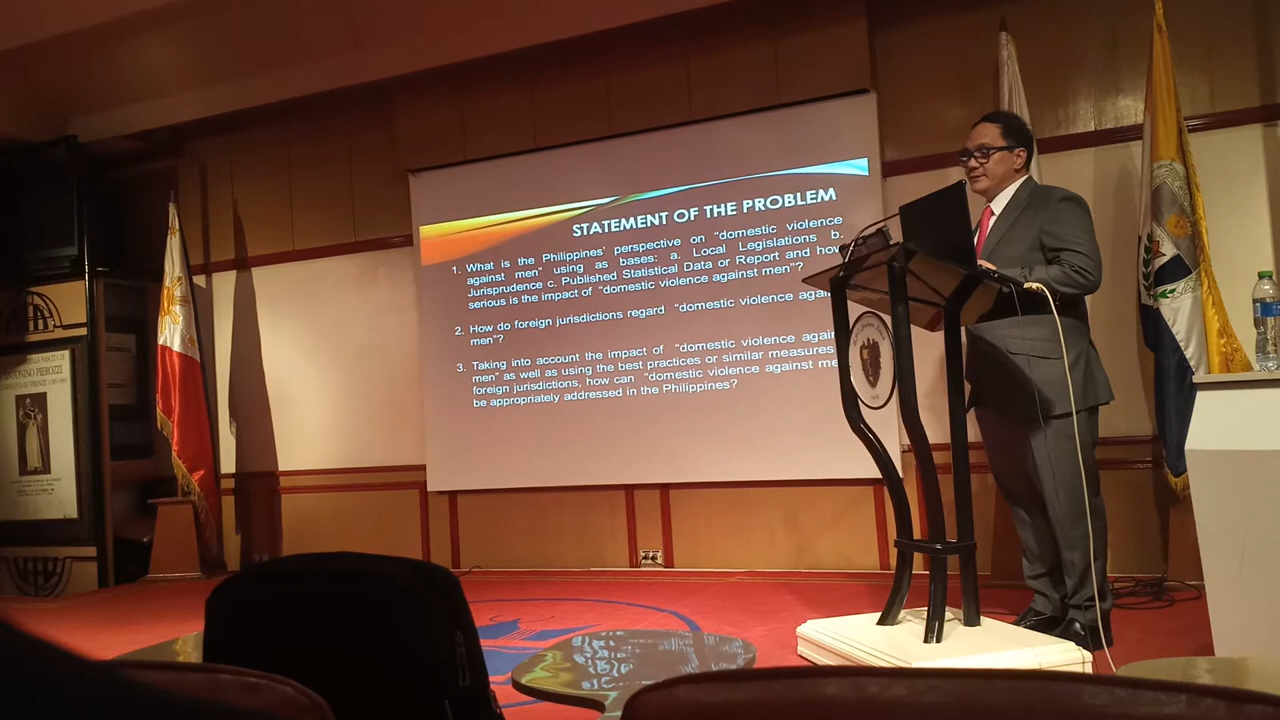 STATEMENT OF THE PROBLEM
1. What is the Philippines' perspective on "domestic violence
against men" using as bases: a. Local Legislations b.
Jurisprudence c. Published Statistical Data or Report and how
serious is the impact of "domestic violence against men"?
2. How do foreign jurisdictions regard "domestic violence
men"?
3. Taking into account the impact of "domestic violence
men" as well as using the best practices or similar measures
foreign jurisdictions, how can "domestic violence against
be appropriately addressed in the Philippines?
NASCITA DI
ANTONINO PIEROZZI